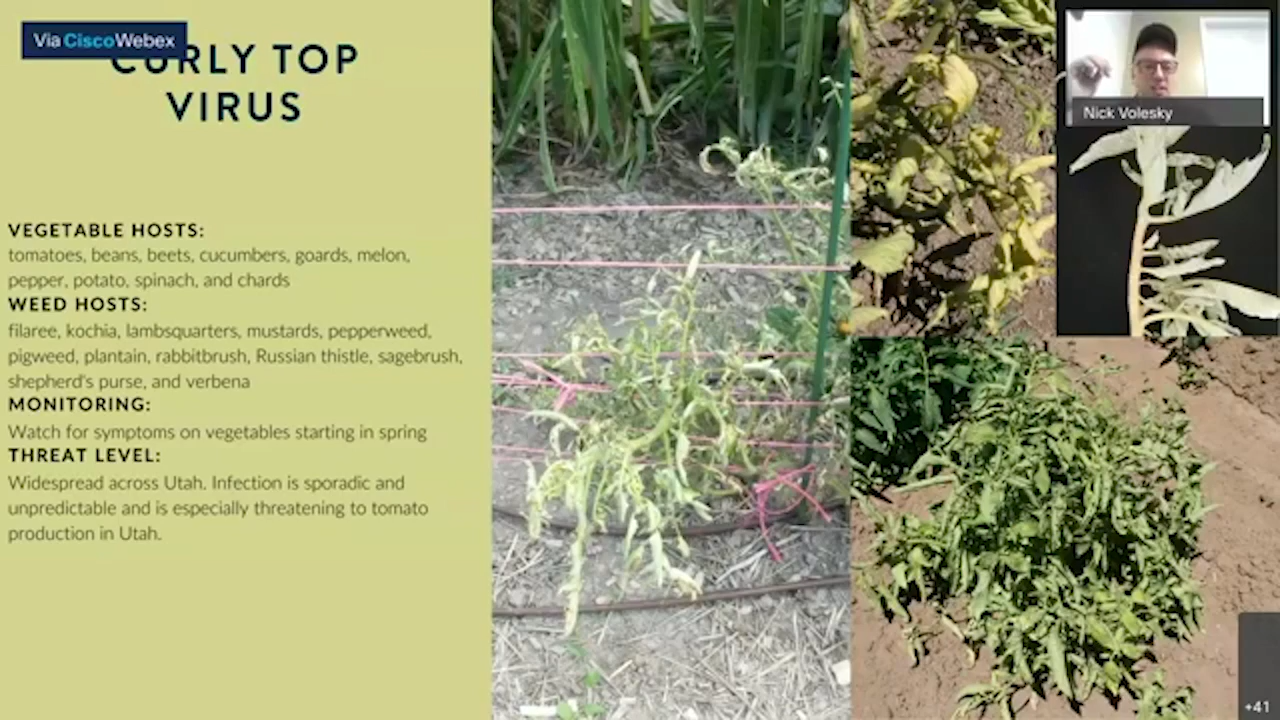 Via Cisco Webex
CURLY TOP
VIRUS
VEGETABLE HOSTS:
tomatoes, beans, beets, cucumbers, goards, melon,
pepper, potato, spinach, and chards
WEED HOSTS:
filaree, kochia, lambsquarters, mustards, pepperweed,
pigweed, plantain, rabbitbrush, Russian thistle, sagebrush,
shepherd's purse, and verbena
MONITORING:
Watch for symptoms on vegetables starting in spring
THREAT LEVEL:
Widespread across Utah. Infection is sporadic and
unpredictable and is especially threatening to tomato
production in Utah.
Nick Volesky
+41